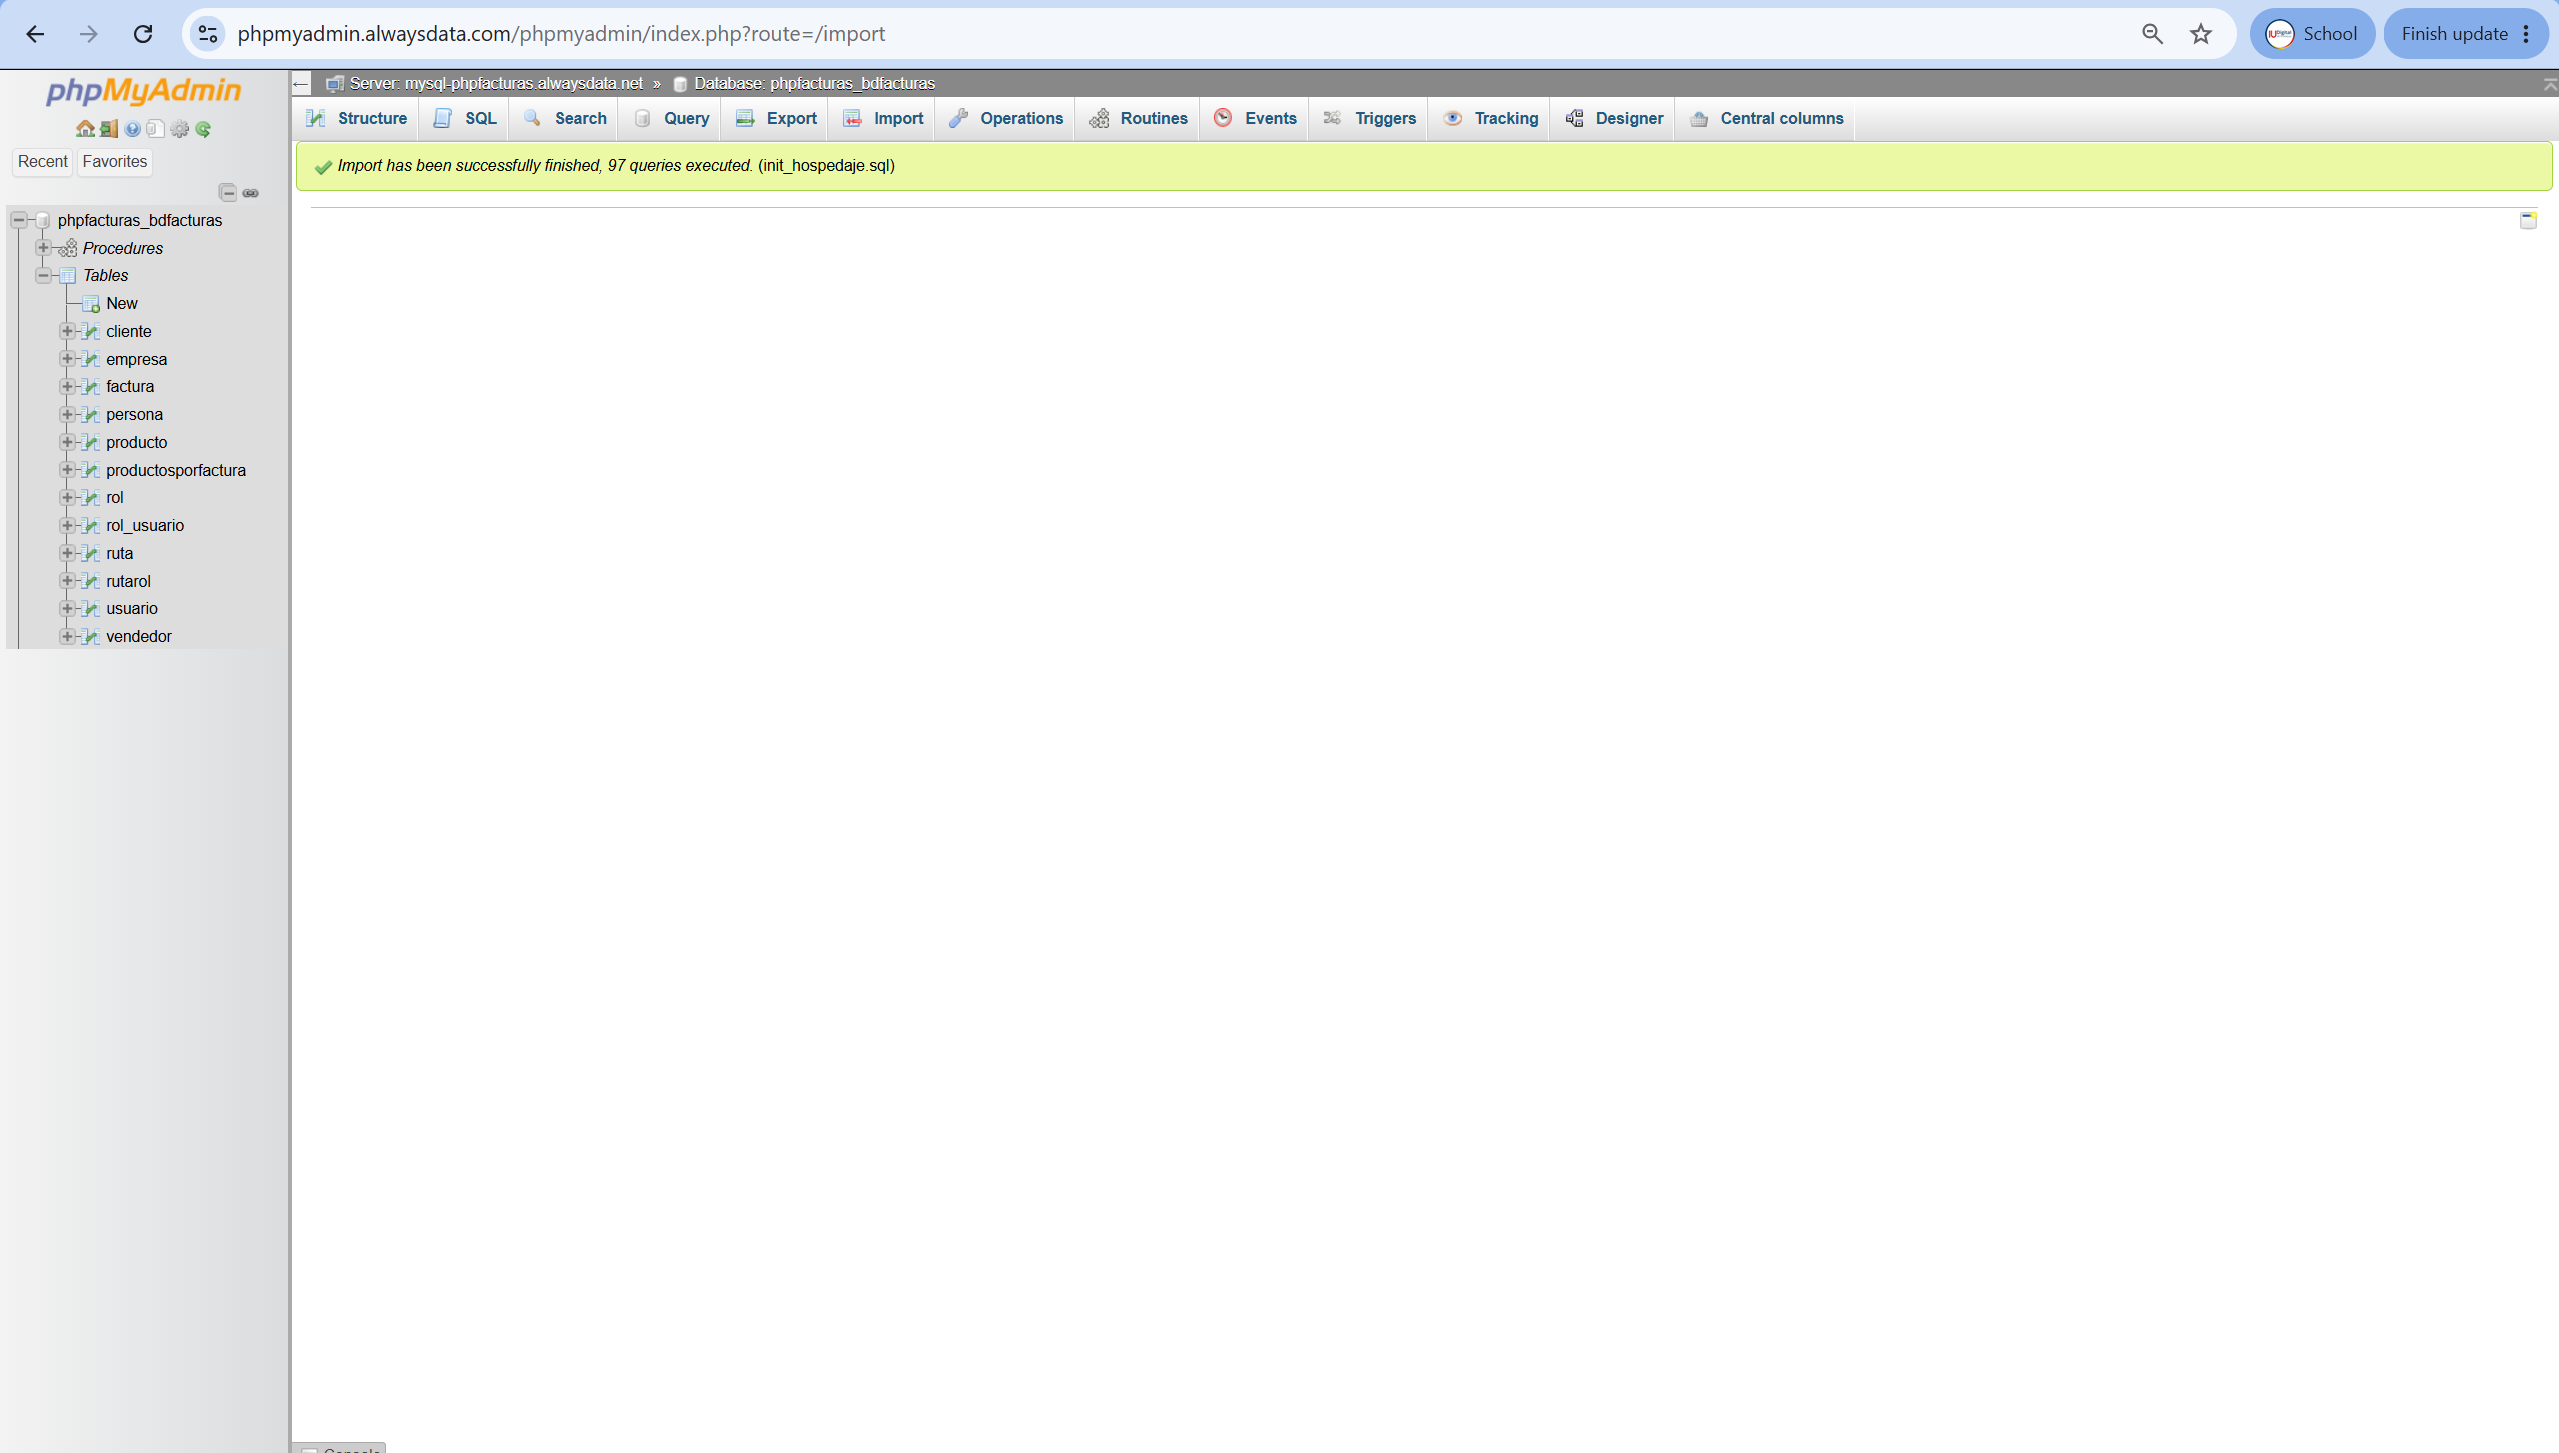 phpmyadmin.alwaysdata.com/phpmyadmin/index.php?route=/import
School
Finish update
phpMyAdmin
Recent
Favorites
phpfacturas_bdfacturas
Procedures
Tables
New
cliente
empresa
factura
persona
producto
productosporfactura
rol
rol_usuario
ruta
rutarol
usuario
vendedor
Server: mysql-phpfacturas.alwaysdata.net » Database: phpfacturas_bdfacturas
Structure
SQL
Search
Query
Export
Import
Operations
Routines
Events
Triggers
Tracking
Designer
Central columns
Import has been successfully finished, 97 queries executed. (init_hospedaje.sql)
Console